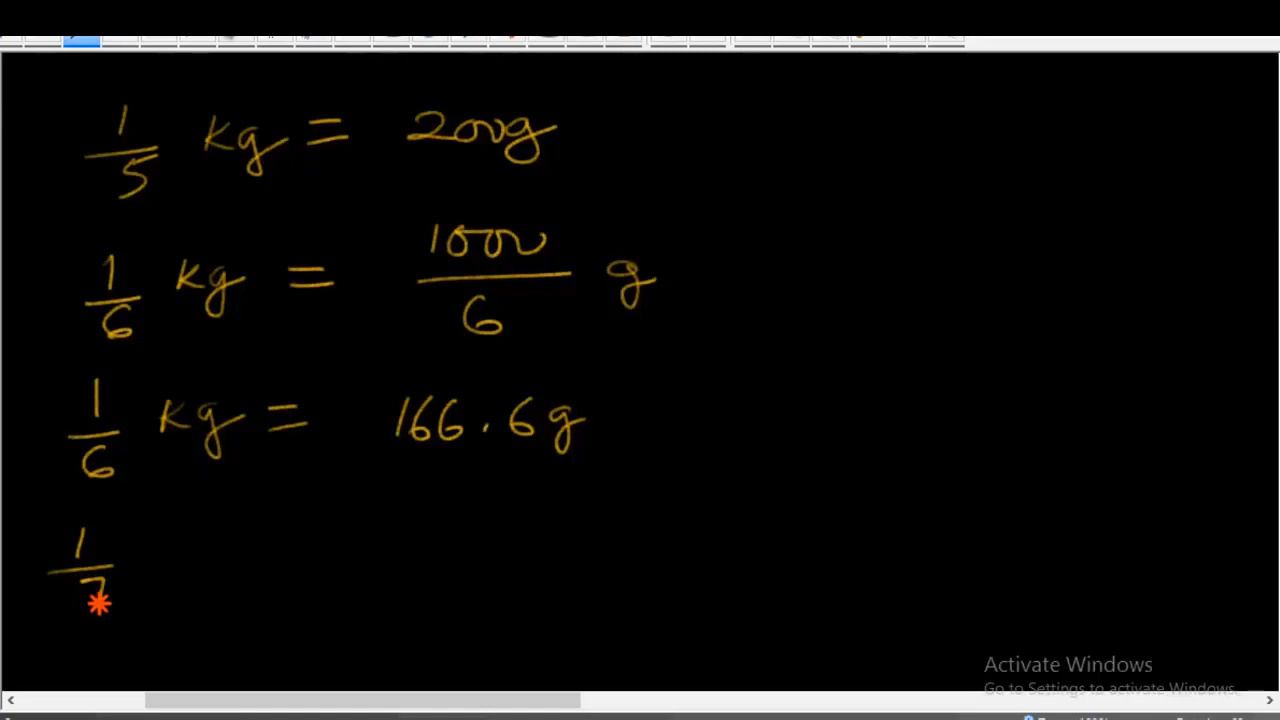 1/5 kg = 200g
1/6 kg = 1000/6 g
1/6 kg = 166.6g
1/7
Activate Windows
Go to Settings to activate Windows.